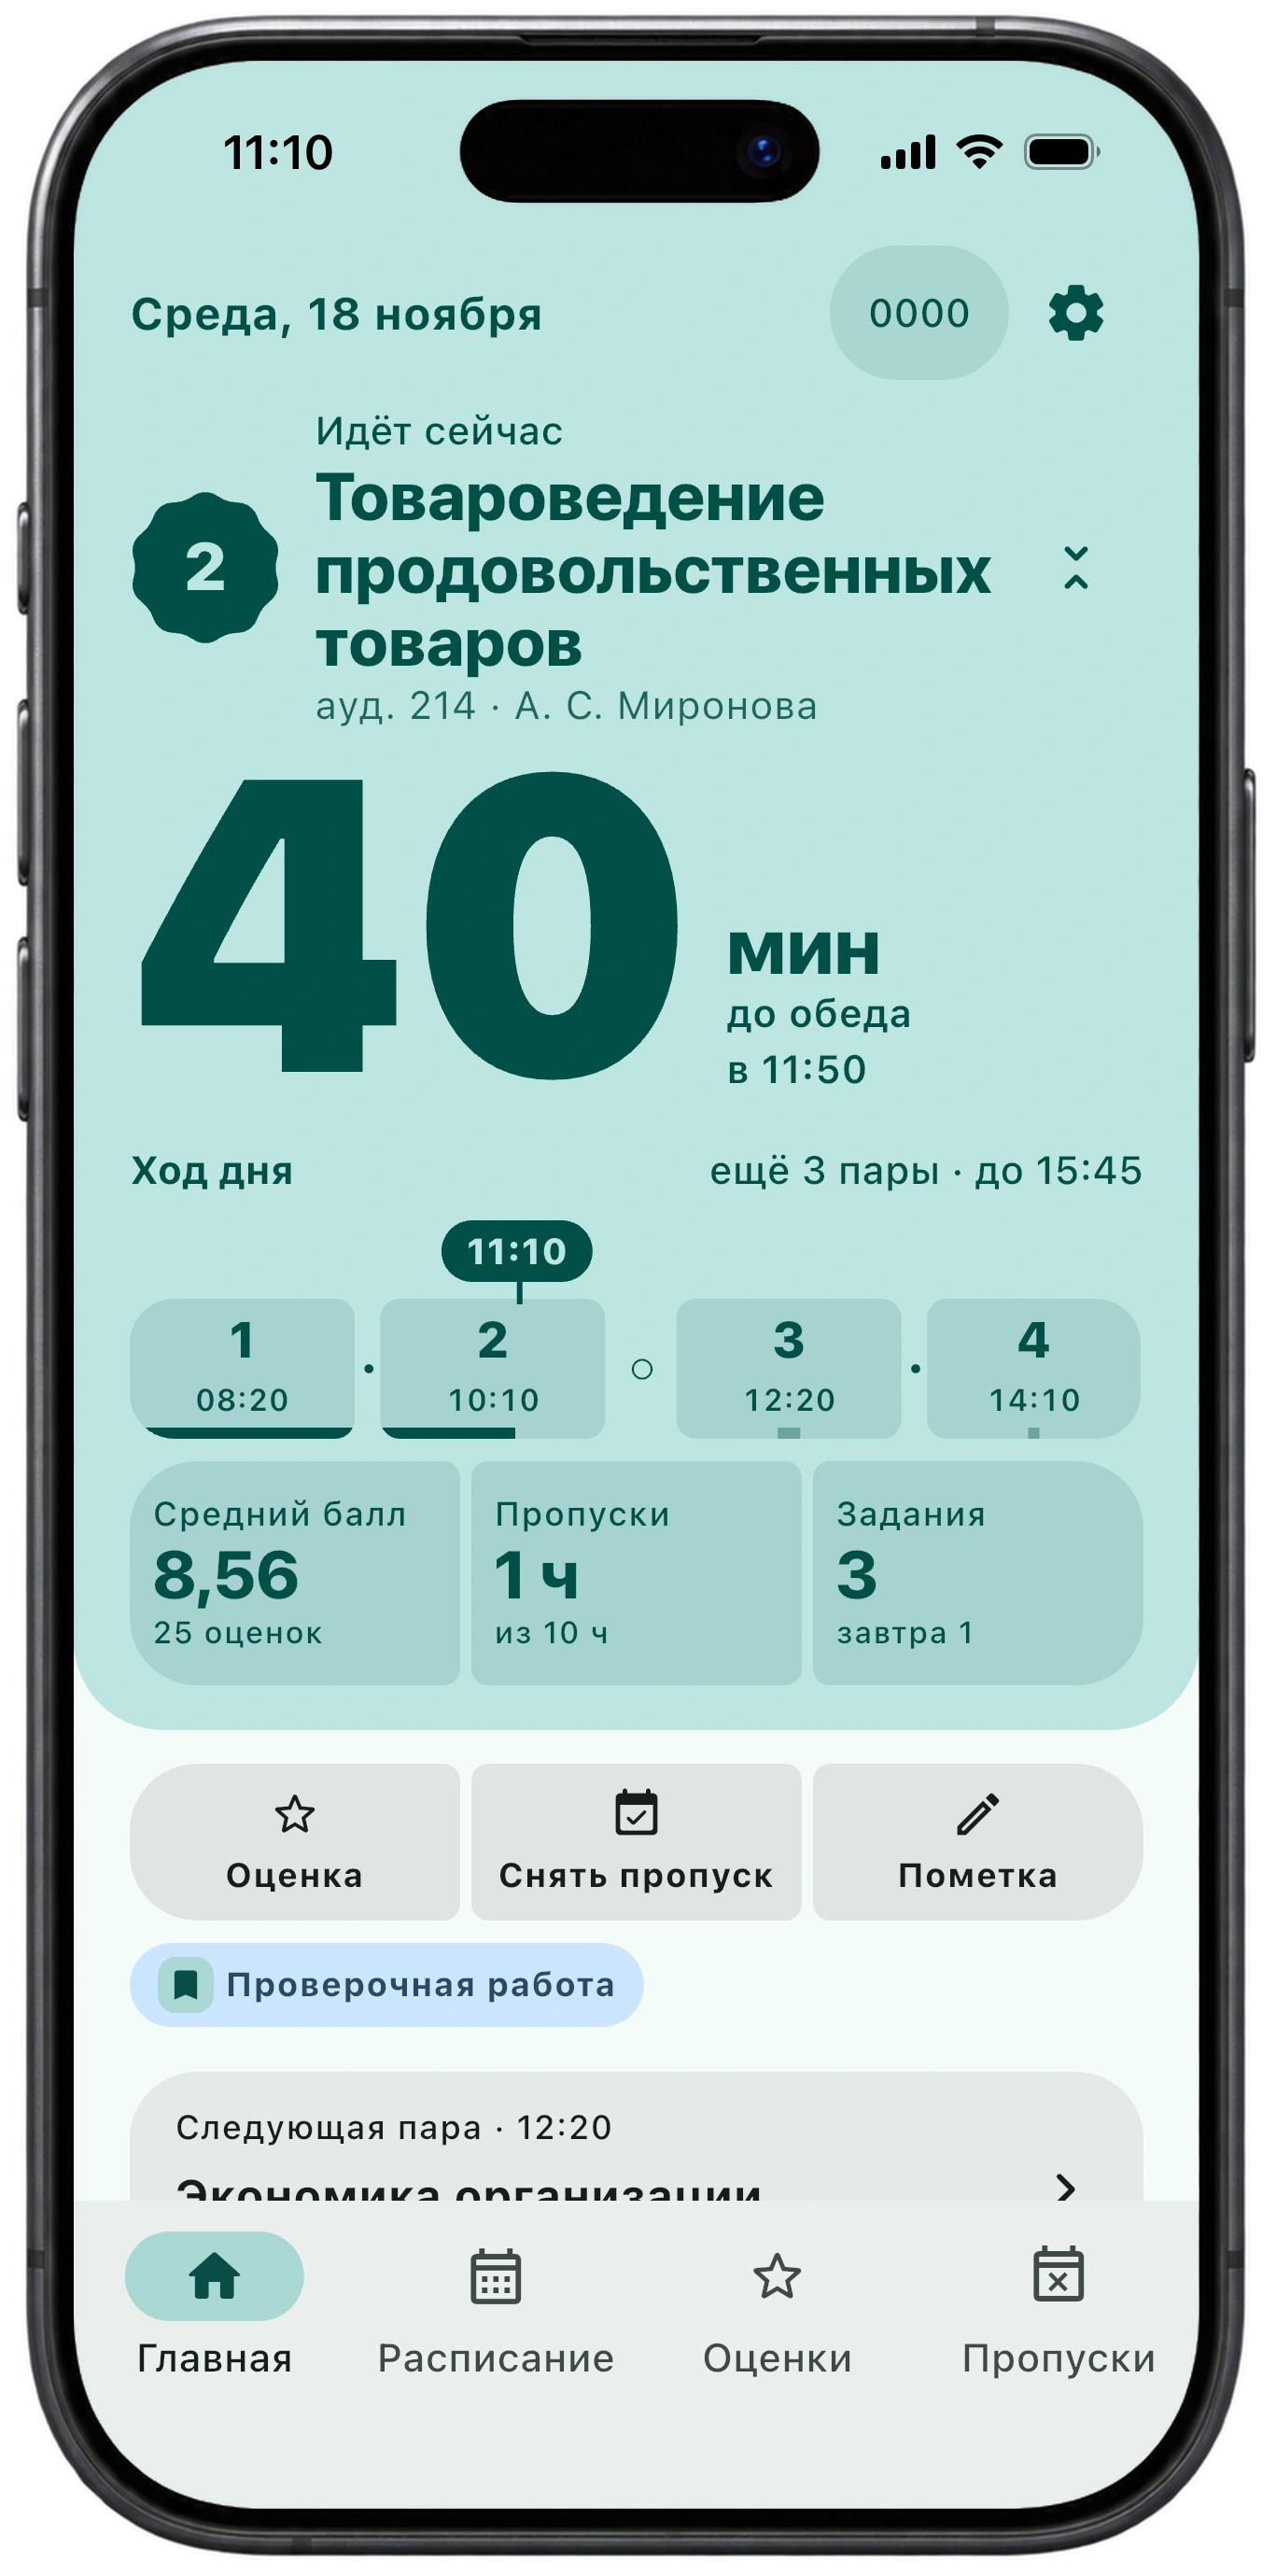 11:10
Среда, 18 ноября
0000
Идёт сейчас
2
Товароведение
продовольственных
товаров
ауд. 214 · А. С. Миронова
40
мин
до обеда
в 11:50
Ход дня
ещё 3 пары · до 15:45
11:10
1
2
3
4
08:20
10:10
12:20
14:10
Средний балл
8,56
25 оценок
Пропуски
1 ч
из 10 ч
Задания
3
завтра 1
Оценка
Снять пропуск
Пометка
Проверочная работа
Следующая пара · 12:20
Экономика организации
Главная
Расписание
Оценки
Пропуски